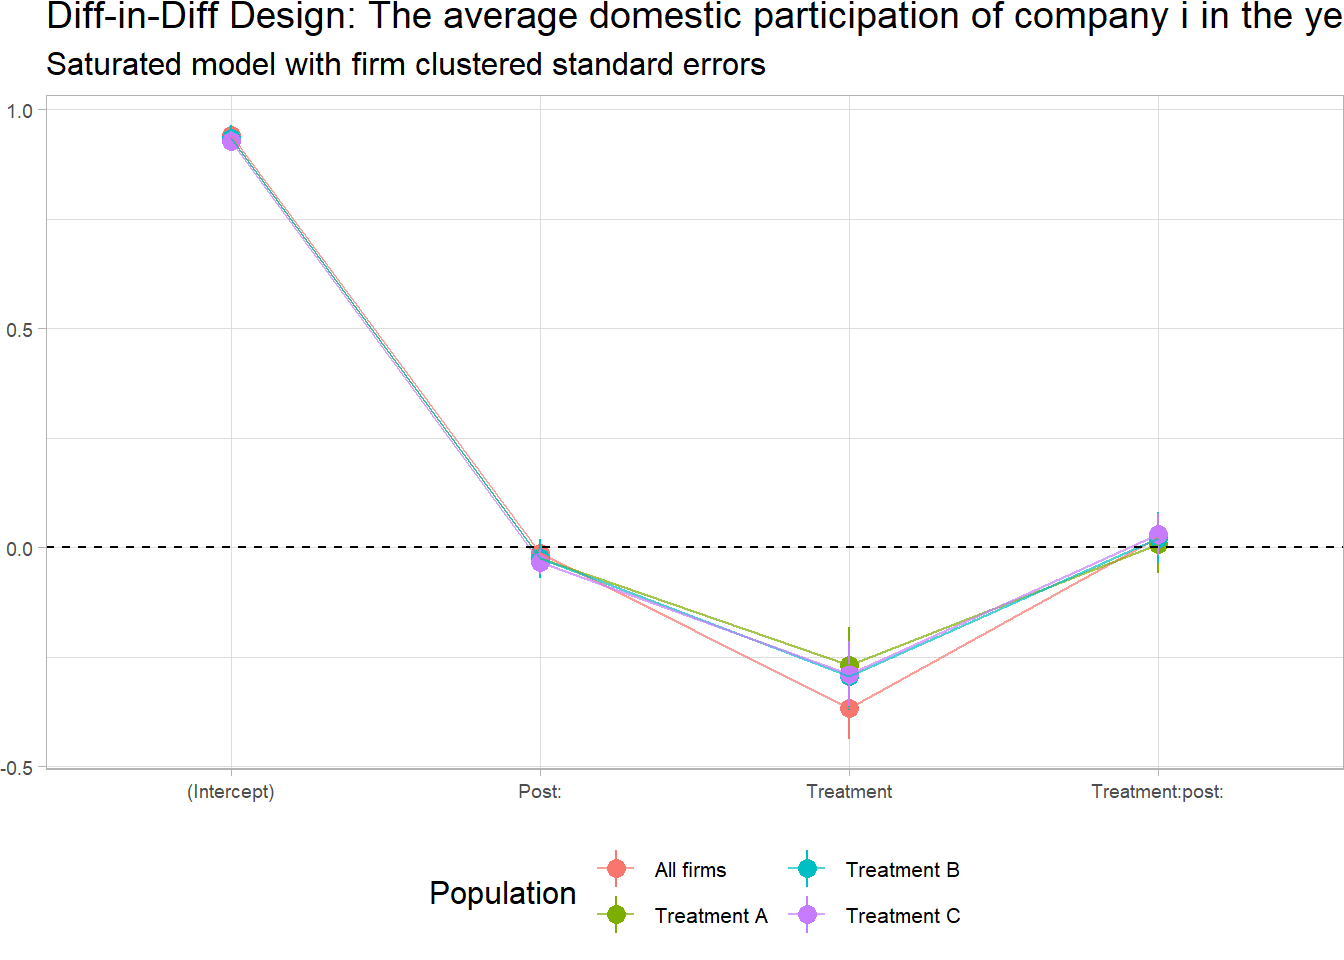 Diff-in-Diff Design: The average domestic participation of company i in the ye
Saturated model with firm clustered standard errors
1.0
0.5
0.0
-0.5
(Intercept) Post: Treatment Treatment:post:
Population
All firms Treatment B
Treatment A Treatment C